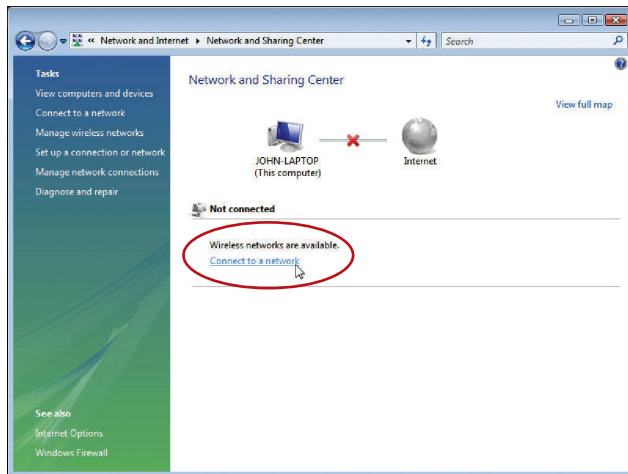 « Network and Internet ▸ Network and Sharing Center
Search
Tasks
View computers and devices
Connect to a network
Manage wireless networks
Set up a connection or network
Manage network connections
Diagnose and repair
See also
Internet Options
Windows Firewall
Network and Sharing Center
View full map
JOHN-LAPTOP
(This computer)
Internet
Not connected
Wireless networks are available.
Connect to a network